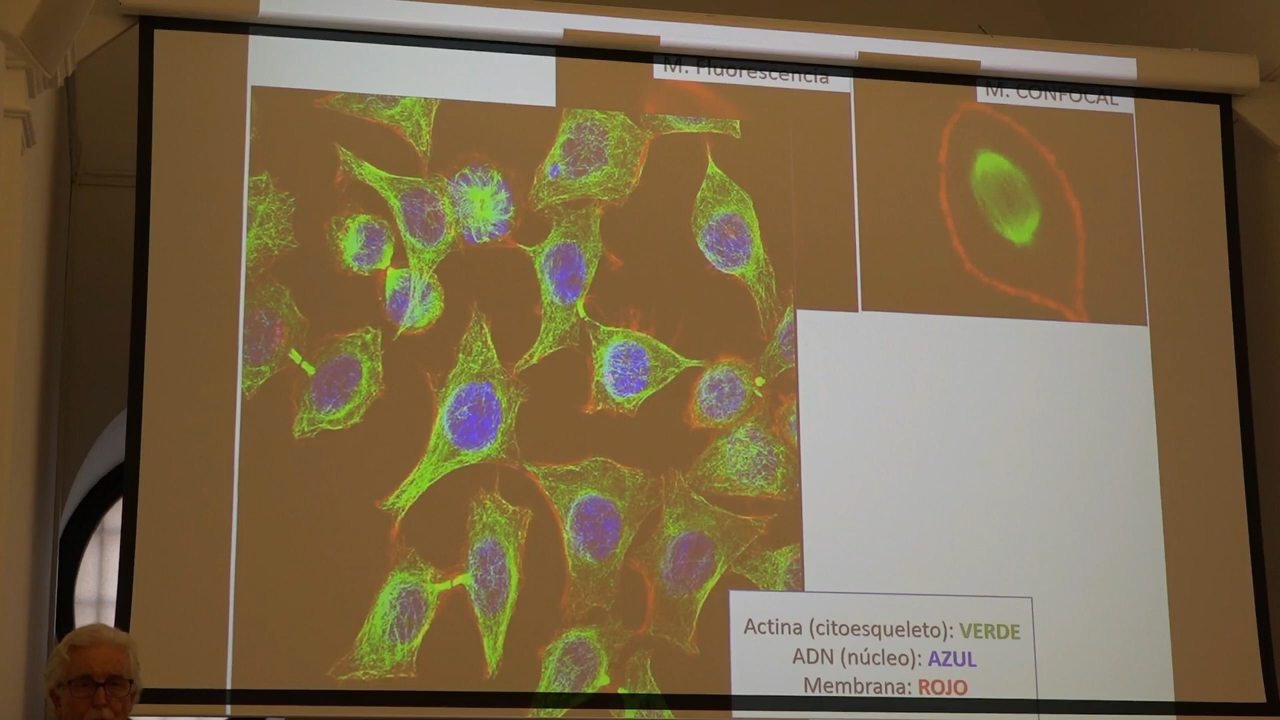 M. Fluorescencia
M. CONFOCAL
Actina (citoesqueleto): VERDE
ADN (núcleo): AZUL
Membrana: ROJO